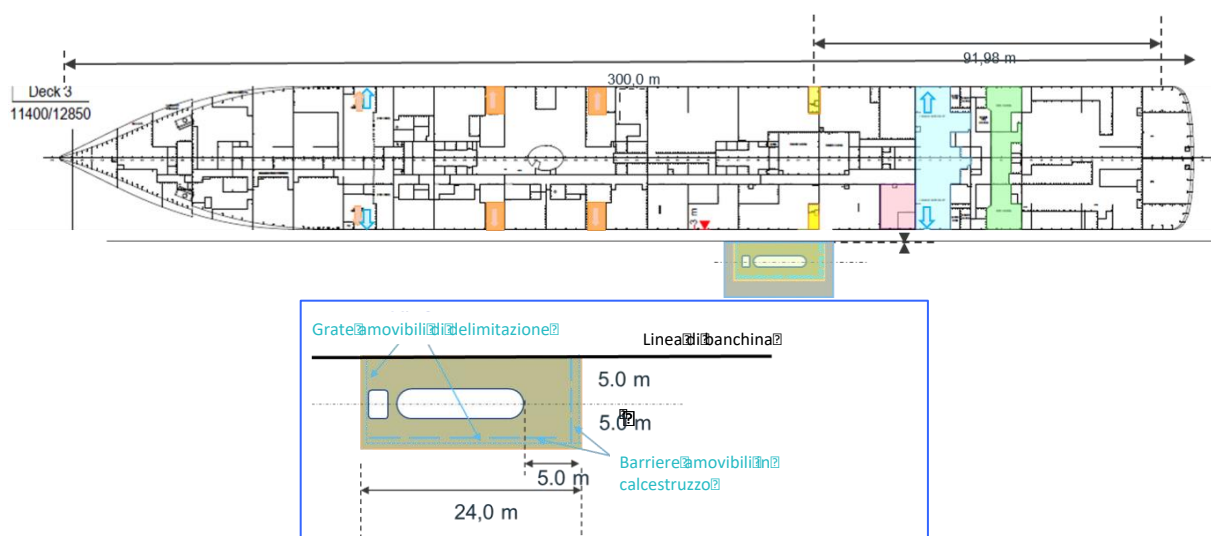 91,98 m
300,0 m
Deck 3
11400/12850
Grate amovibili di delimitazione
Linea di banchina
5.0 m
5.0 m
Barriere amovibili in
calcestruzzo
5.0 m
24,0 m